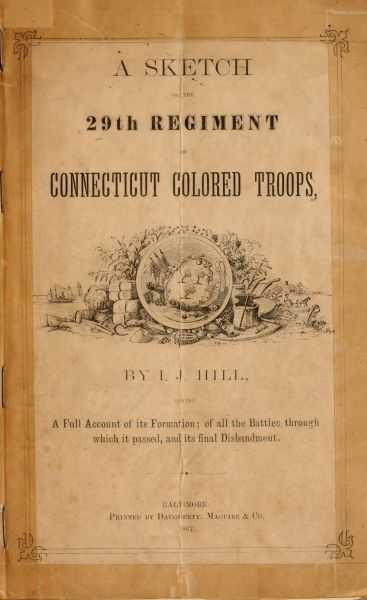 A SKETCH
OF THE
29th REGIMENT
OF
CONNECTICUT COLORED TROOPS,
BY I. J. HILL,
GIVING
A Full Account of its Formation; of all the Battles through
which it passed, and its final Disbandment.
BALTIMORE
PRINTED BY DAUGHERTY, MAGUIRE & CO.
1867.